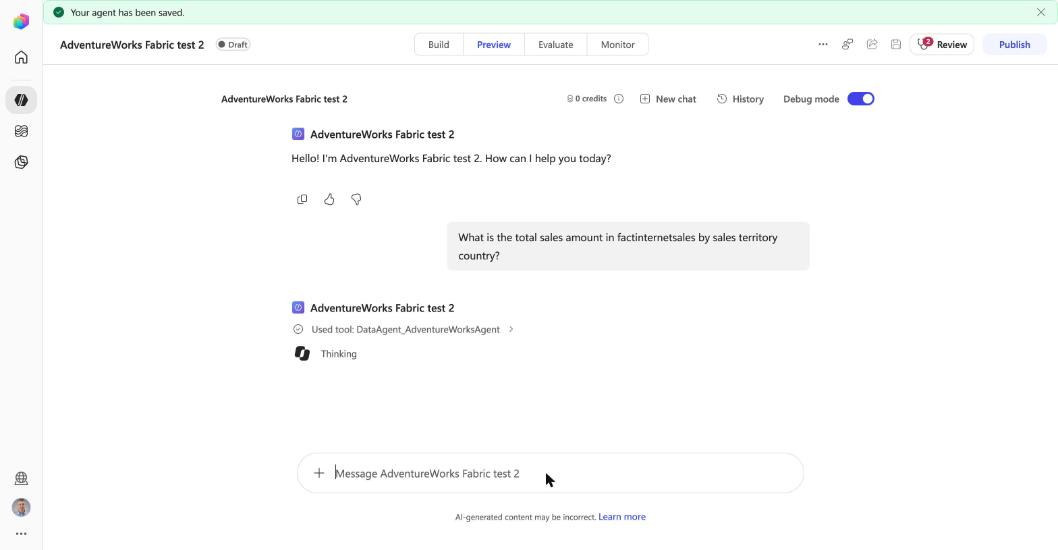 Your agent has been saved.
AdventureWorks Fabric test 2
Draft
Build
Preview
Evaluate
Monitor
2
Review
Publish
AdventureWorks Fabric test 2
0 credits
New chat
History
Debug mode
AdventureWorks Fabric test 2
Hello! I'm AdventureWorks Fabric test 2. How can I help you today?
What is the total sales amount in factinternetsales by sales territory
country?
AdventureWorks Fabric test 2
Used tool: DataAgent_AdventureWorksAgent
Thinking
Message AdventureWorks Fabric test 2
AI-generated content may be incorrect. Learn more